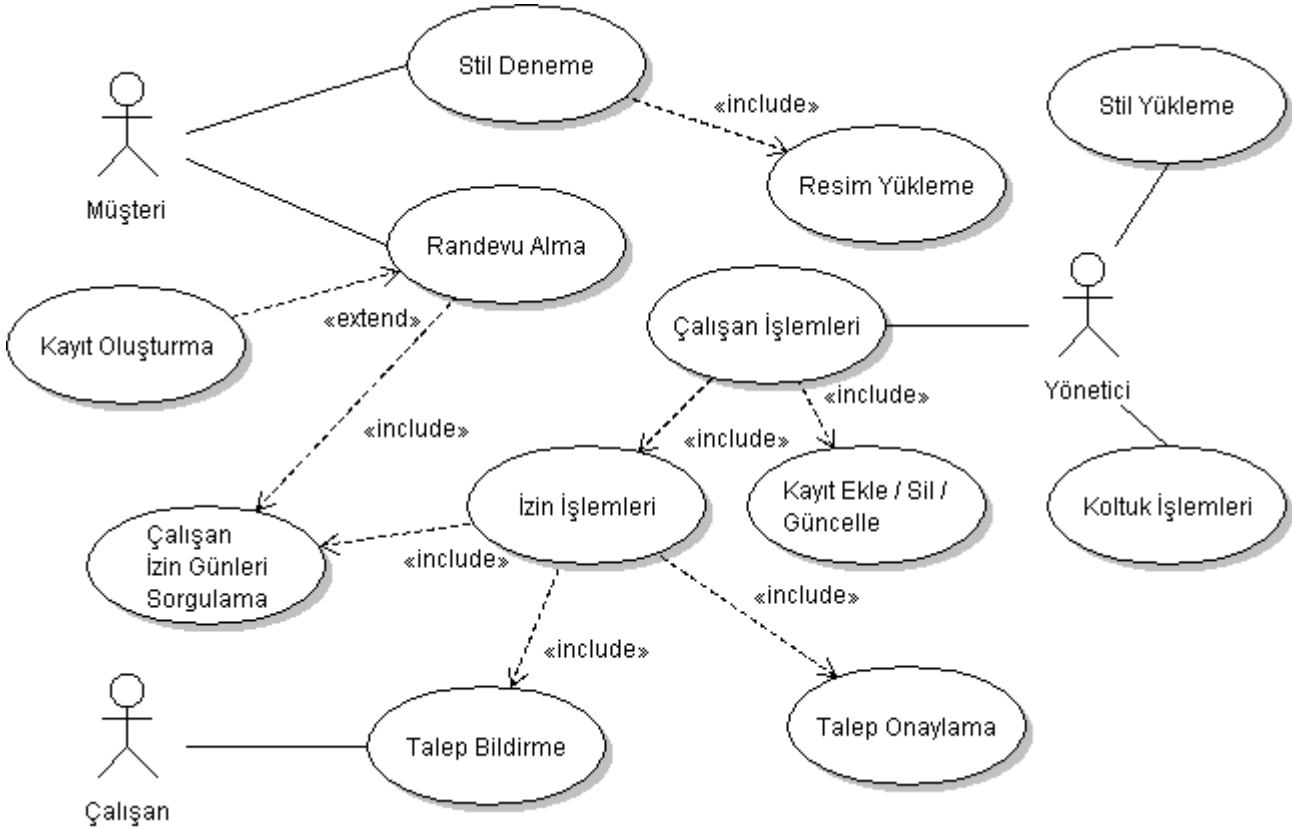 Stil Deneme
«include»
Stil Yükleme
Resim Yükleme
Müşteri
Randevu Alma
«extend»
Kayıt Oluşturma
Çalışan İşlemleri
Yönetici
«include»
«include»
«include»
İzin İşlemleri
Kayıt Ekle / Sil /
Güncelle
Koltuk İşlemleri
Çalışan
İzin Günleri
Sorgulama
«include»
«include»
«include»
Talep Bildirme
Talep Onaylama
Çalışan